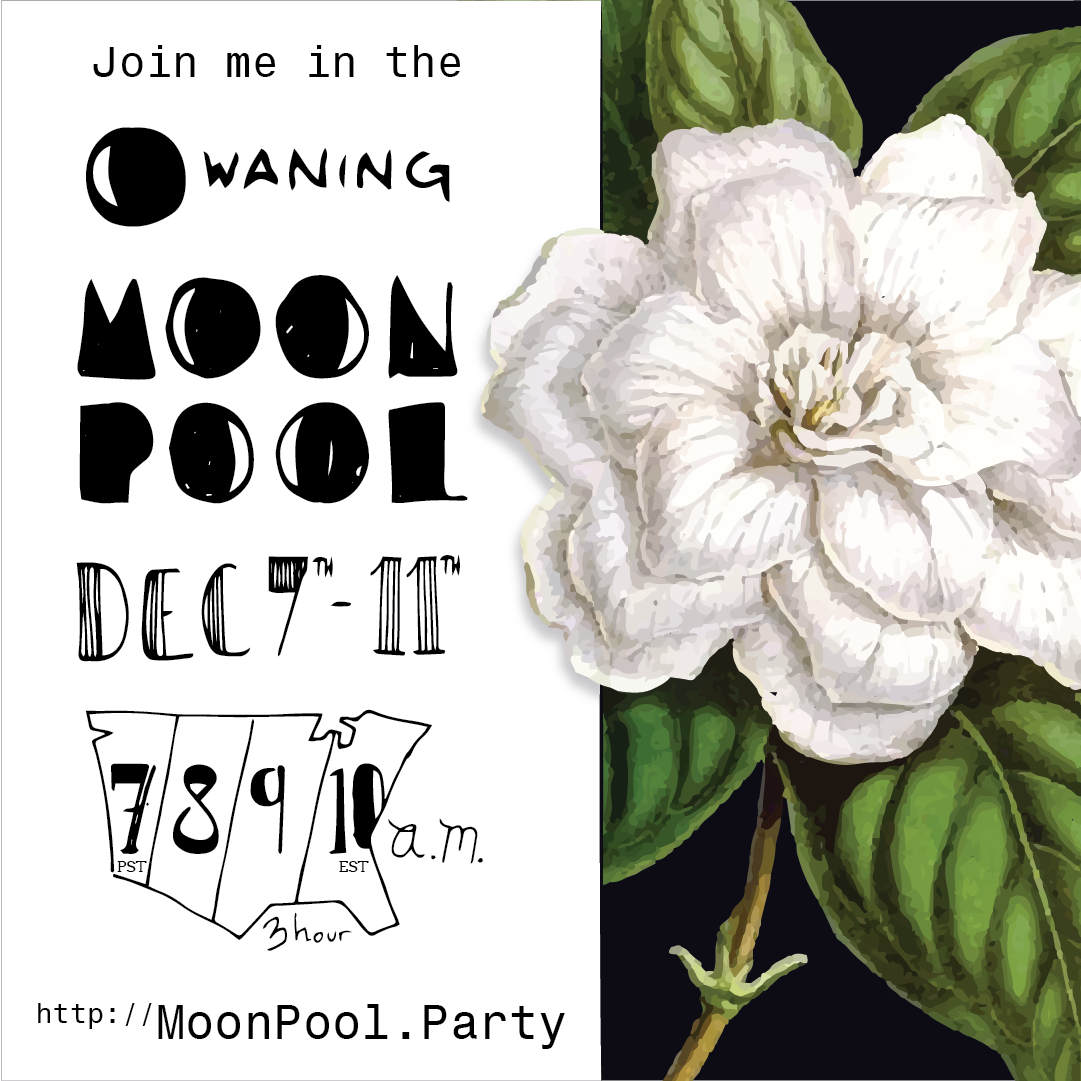 Join me in the
WANING
MOON
POOL
DEC 7TH - 11TH
7 8 9 10 a.m.
PST EST
3 hour
http://MoonPool.Party